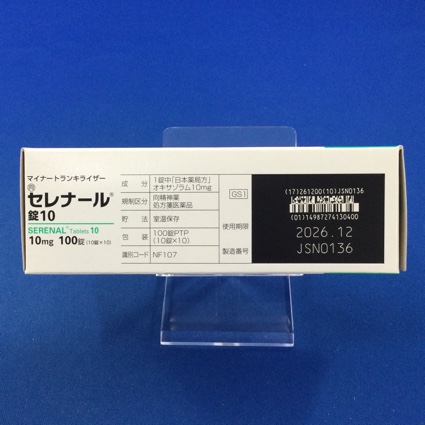 マイナートランキライザー
向
セレナール®
錠10
SERENAL® Tablets 10
10mg 100錠 (10錠×10)
成分 1錠中「日本薬局方」
オキサゾラム10mg
規制区分 向精神薬
処方箋医薬品
貯法 室温保存
包装 100錠PTP
(10錠×10)
識別コード NF107
GS1
使用期限
製造番号
(17)261200(10)JSN0136
(01)14987274130400
2026.12
JSN0136